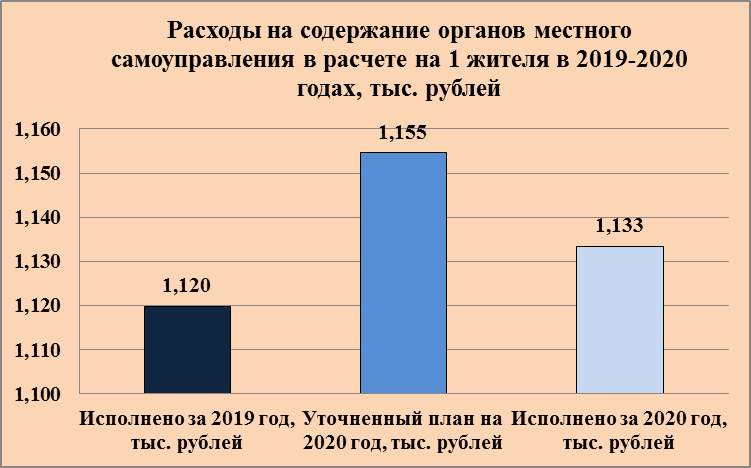 Расходы на содержание органов местного
самоуправления в расчете на 1 жителя в 2019-2020
годах, тыс. рублей
1,160
1,150
1,140
1,130
1,120
1,110
1,100
1,120
1,155
1,133
Исполнено за 2019 год,
тыс. рублей
Уточненный план на
2020 год, тыс. рублей
Исполнено за 2020 год,
тыс. рублей